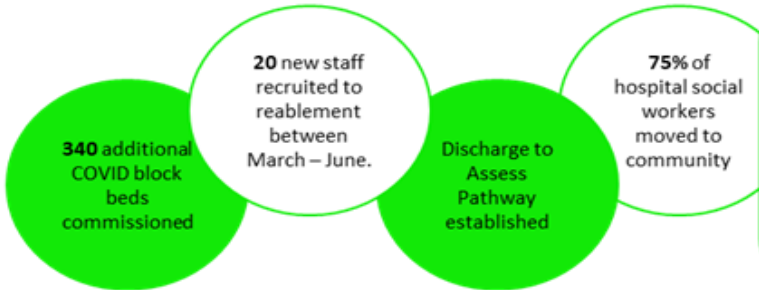 340 additional
COVID block
beds
commissioned
20 new staff
recruited to
reablement
between
March – June.
Discharge to
Assess
Pathway
established
75% of
hospital social
workers
moved to
community